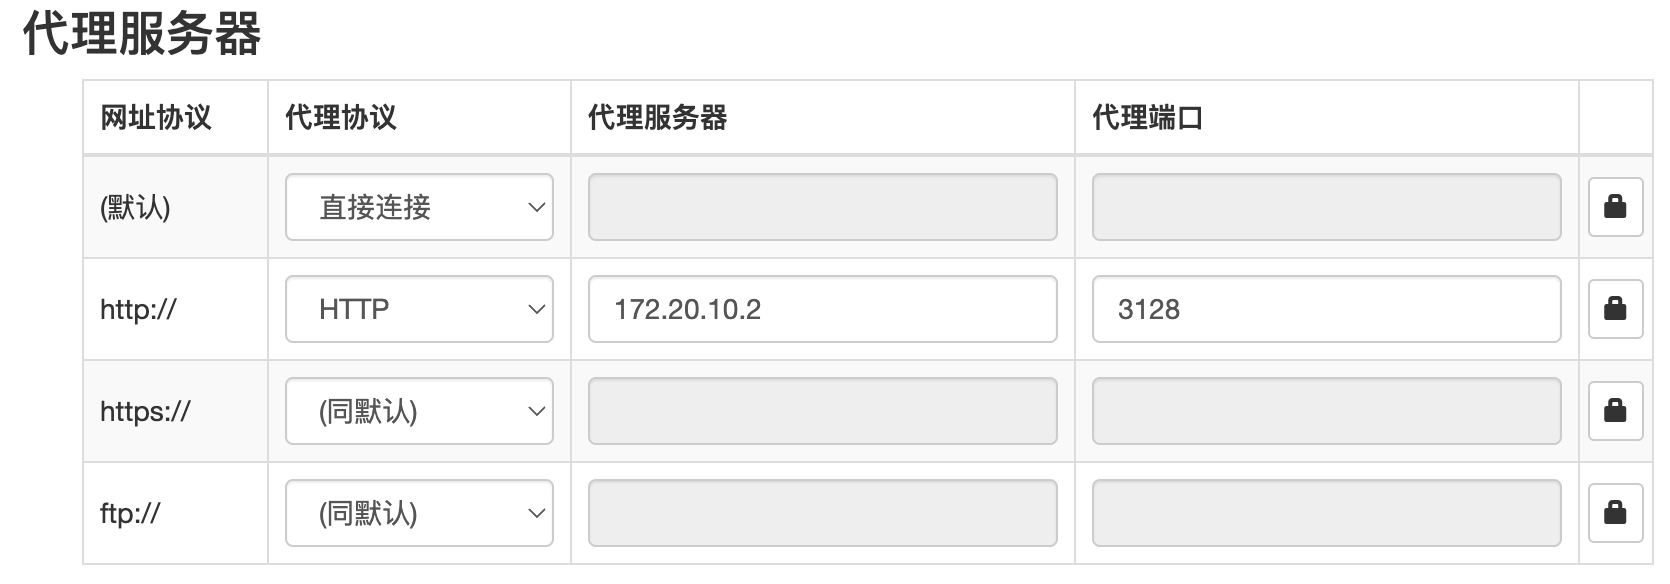 代理服务器
网址协议 代理协议 代理服务器 代理端口
(默认) 直接连接
http:// HTTP 172.20.10.2 3128
https:// (同默认)
ftp:// (同默认)